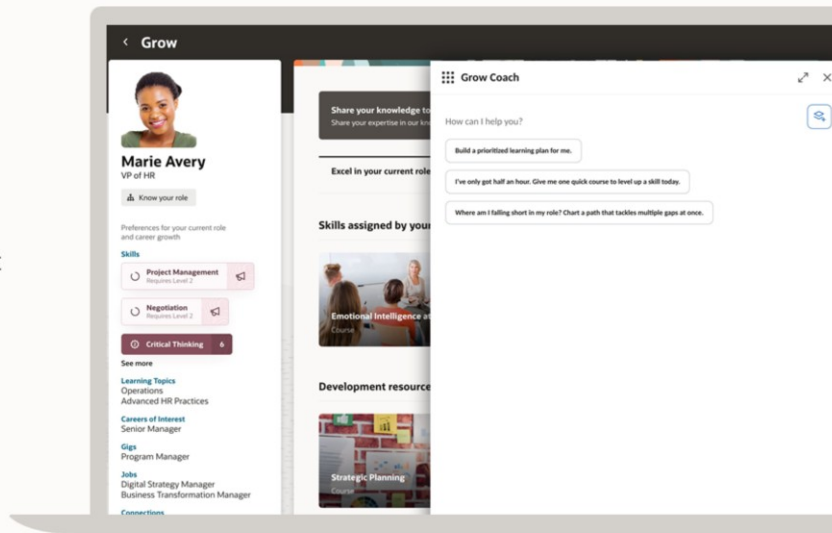 Grow
Marie Avery
VP of HR
Know your role
Preferences for your current role
and career growth
Skills
Project Management
Requires Level 2
Negotiation
Requires Level 2
Critical Thinking 6
See more
Learning Topics
Operations
Advanced HR Practices
Careers of Interest
Senior Manager
Gigs
Program Manager
Jobs
Digital Strategy Manager
Business Transformation Manager
Connections
Share your knowledge to
Share your expertise in our
Excel in your current role
Skills assigned by your
Emotional Intelligence at
Course
Development resource
Strategic Planning
Course
Grow Coach
How can I help you?
Build a prioritized learning plan for me.
I've only got half an hour. Give me one quick course to level up a skill today.
Where am I falling short in my role? Chart a path that tackles multiple gaps at once.